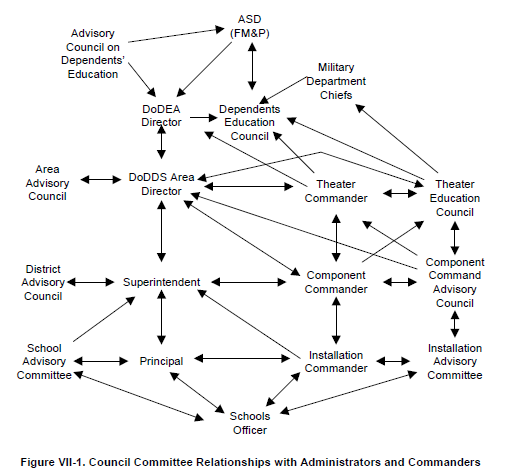 ASD
(FM&P)
Advisory
Council on
Dependents'
Education
Military
Department
Chiefs
DoDEA
Director
Dependents
Education
Council
Area
Advisory
Council
DoDDS Area
Director
Theater
Commander
Theater
Education
Council
District
Advisory
Council
Superintendent
Component
Commander
Component
Command
Advisory
Council
School
Advisory
Committee
Principal
Installation
Commander
Installation
Advisory
Committee
Schools
Officer
Figure VII-1. Council Committee Relationships with Administrators and Commanders